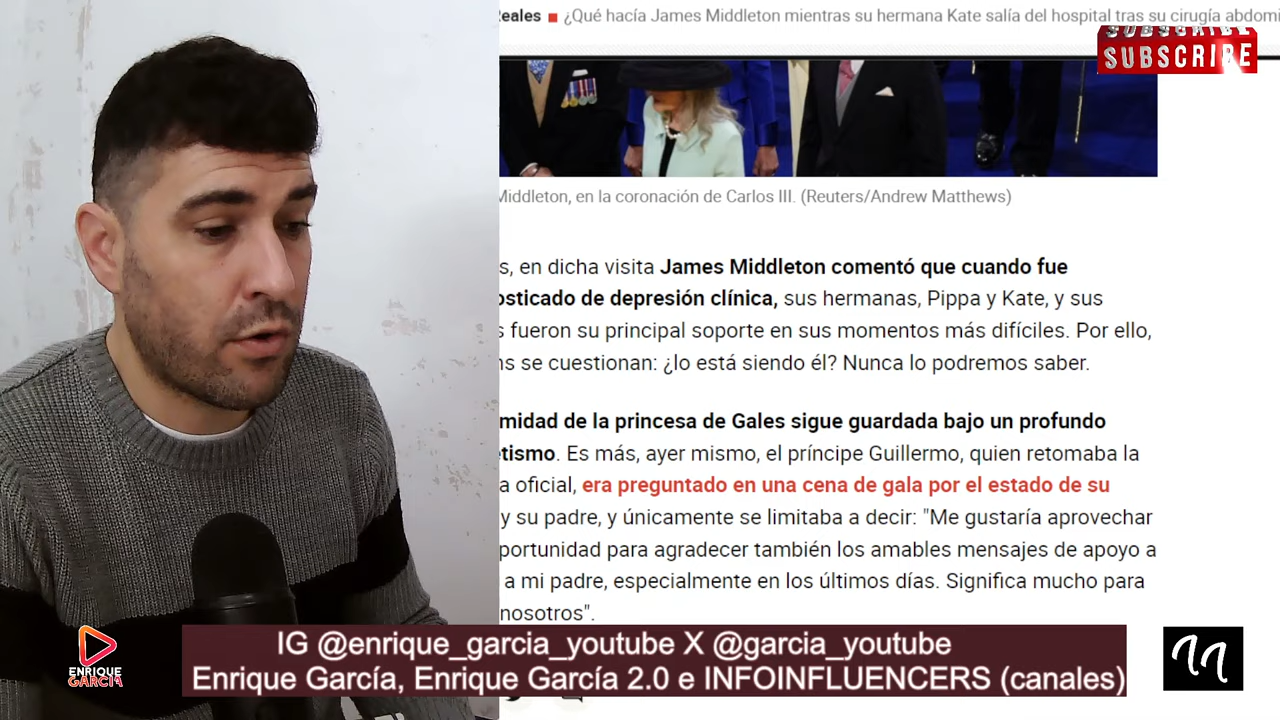 eales ■ ¿Qué hacía James Middleton mientras su hermana Kate salía del hospital tras su cirugía abdomi
SUBSCRIBE
SUBSCRIBE
Middleton, en la coronación de Carlos III. (Reuters/Andrew Matthews)
s, en dicha visita James Middleton comentó que cuando fue
osticado de depresión clínica, sus hermanas, Pippa y Kate, y sus
s fueron su principal soporte en sus momentos más difíciles. Por ello,
ns se cuestionan: ¿lo está siendo él? Nunca lo podremos saber.
midad de la princesa de Gales sigue guardada bajo un profundo
etismo. Es más, ayer mismo, el príncipe Guillermo, quien retomaba la
a oficial, era preguntado en una cena de gala por el estado de su
y su padre, y únicamente se limitaba a decir: "Me gustaría aprovechar
portunidad para agradecer también los amables mensajes de apoyo a
a mi padre, especialmente en los últimos días. Significa mucho para
nosotros".
IG @enrique_garcia_youtube X @garcia_youtube
Enrique García, Enrique García 2.0 e INFOINFLUENCERS (canales)
ENRIQUE
GARCÍA